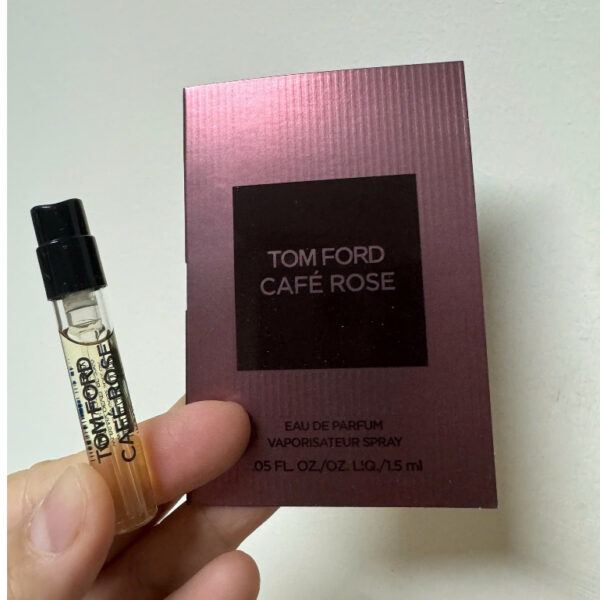 TOM FORD
CAFÉ ROSE
EAU DE PARFUM
VAPORISATEUR SPRAY
.05 FL. OZ./OZ. LIQ./1.5 ml
TOM FORD
CAFÉ ROSE